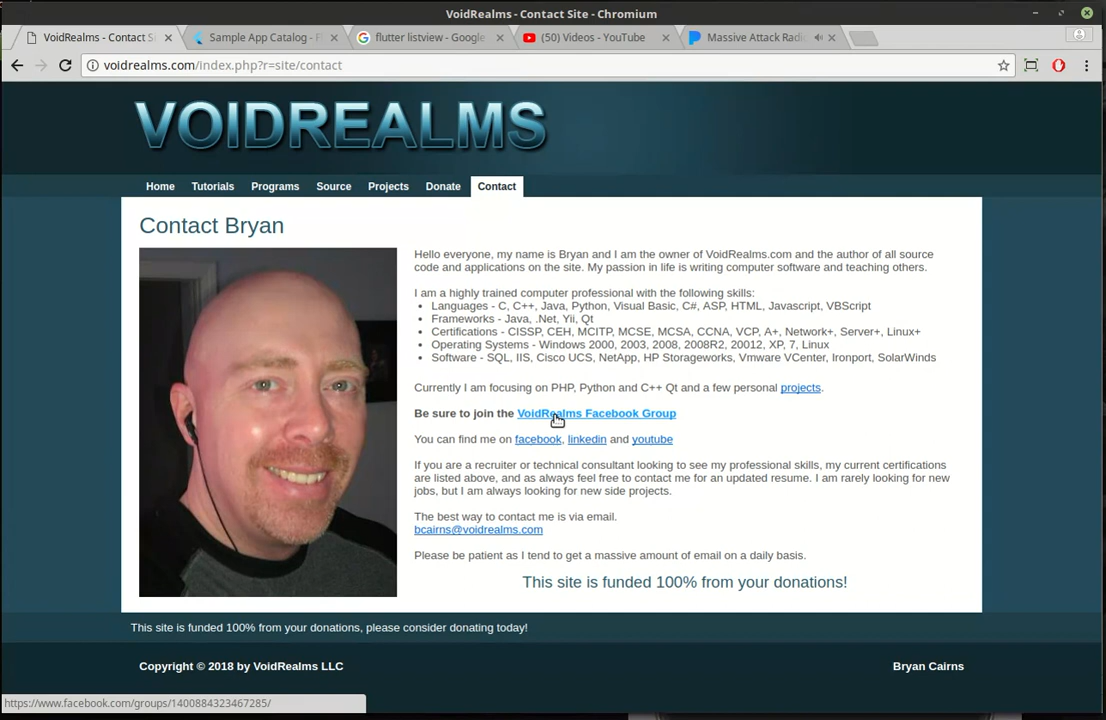 VoidRealms - Contact Site - Chromium
VoidRealms - Contact S
Sample App Catalog - F
flutter listview - Google
(50) Videos - YouTube
Massive Attack Radi
voidrealms.com/index.php?r=site/contact
VOIDREALMS
Home Tutorials Programs Source Projects Donate Contact
Contact Bryan
Hello everyone, my name is Bryan and I am the owner of VoidRealms.com and the author of all source
code and applications on the site. My passion in life is writing computer software and teaching others.
I am a highly trained computer professional with the following skills:
• Languages - C, C++, Java, Python, Visual Basic, C#, ASP, HTML, Javascript, VBScript
• Frameworks - Java, .Net, Yii, Qt
• Certifications - CISSP, CEH, MCITP, MCSE, MCSA, CCNA, VCP, A+, Network+, Server+, Linux+
• Operating Systems - Windows 2000, 2003, 2008, 2008R2, 20012, XP, 7, Linux
• Software - SQL, IIS, Cisco UCS, NetApp, HP Storageworks, Vmware VCenter, Ironport, SolarWinds
Currently I am focusing on PHP, Python and C++ Qt and a few personal projects.
Be sure to join the VoidRealms Facebook Group
You can find me on facebook, linkedin and youtube
If you are a recruiter or technical consultant looking to see my professional skills, my current certifications
are listed above, and as always feel free to contact me for an updated resume. I am rarely looking for new
jobs, but I am always looking for new side projects.
The best way to contact me is via email.
bcairns@voidrealms.com
Please be patient as I tend to get a massive amount of email on a daily basis.
This site is funded 100% from your donations!
This site is funded 100% from your donations, please consider donating today!
Copyright © 2018 by VoidRealms LLC
Bryan Cairns
https://www.facebook.com/groups/1400884323467285/